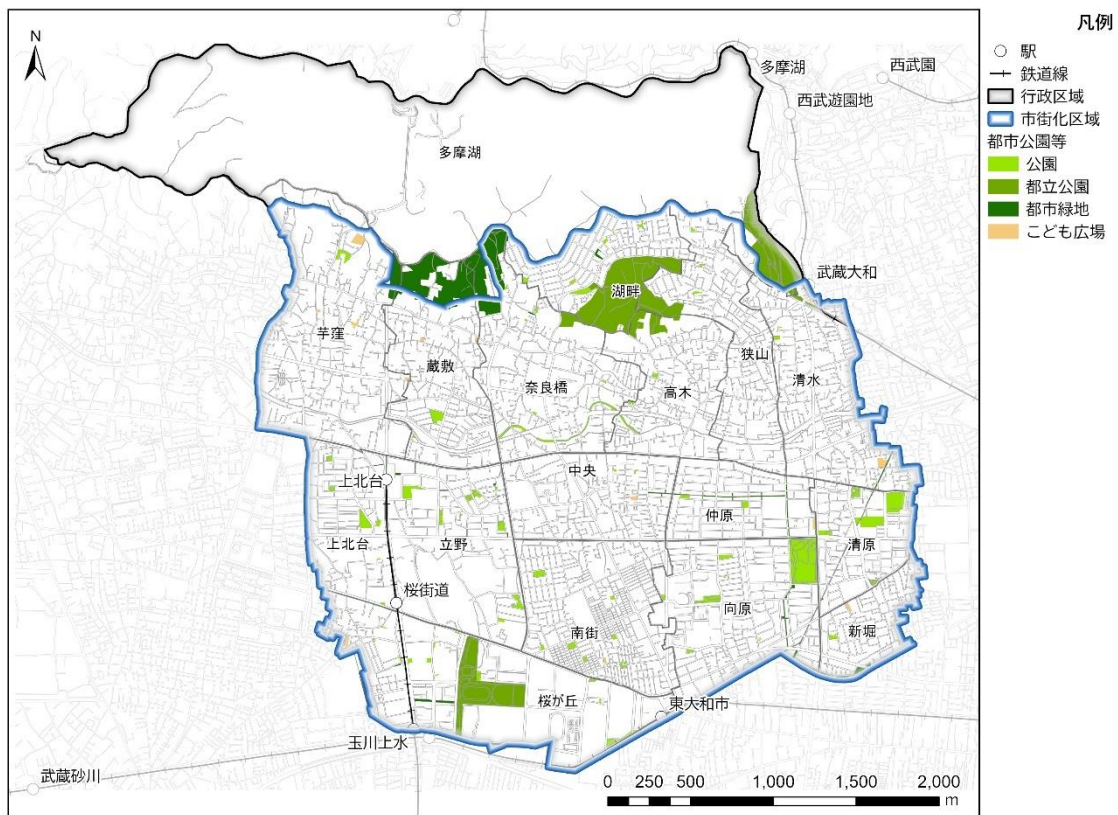 N
多摩湖
西武園
西武遊園地
多摩湖
武蔵大和
湖畔
芋窪
蔵敷
奈良橋
高木
狭山
清水
中央
上北台
仲原
上北台
立野
清原
桜街道
南街
向原
新堀
桜が丘
東大和市
玉川上水
武蔵砂川
0 250 500 1,000 1,500 2,000
m
凡例
駅
鉄道線
行政区域
市街化区域
都市公園等
公園
都立公園
都市緑地
こども広場